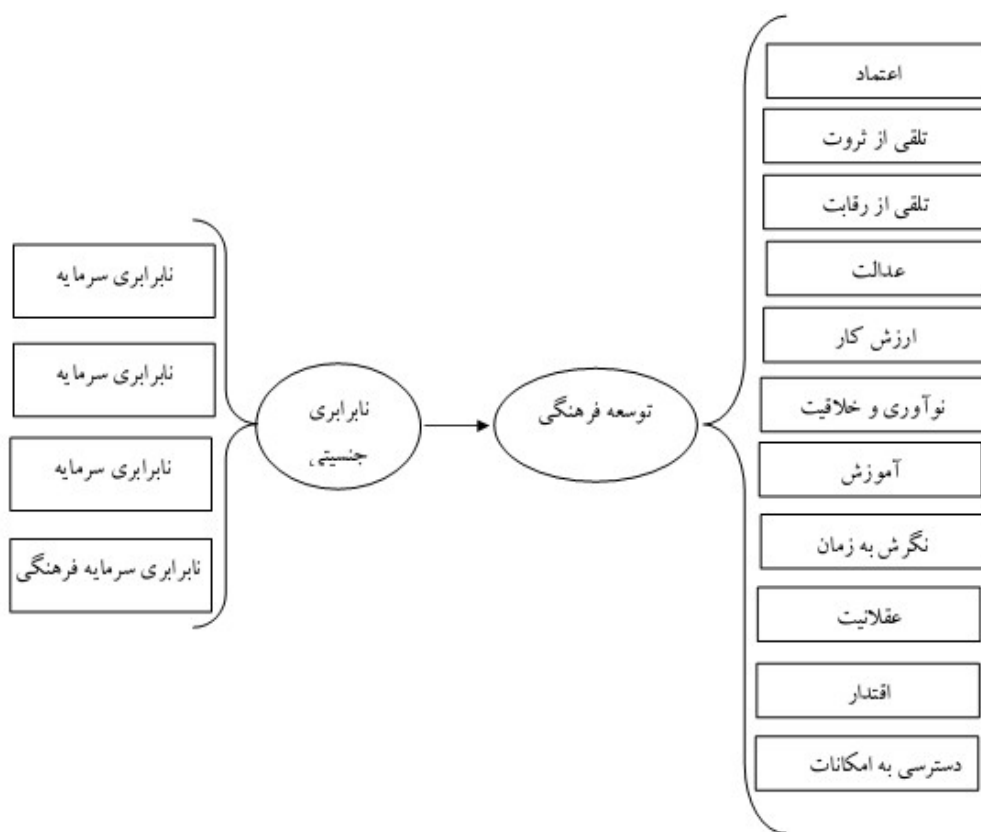 اعتماد
تلقی از ثروت
تلقی از رقابت
عدالت
ارزش کار
نوآوری و خلاقیت
آموزش
نگرش به زمان
عقلانیت
اقتدار
دسترسی به امکانات
توسعه فرهنگی
نابرابری
جنسیتی
نابرابری سرمایه
نابرابری سرمایه
نابرابری سرمایه
نابرابری سرمایه فرهنگی